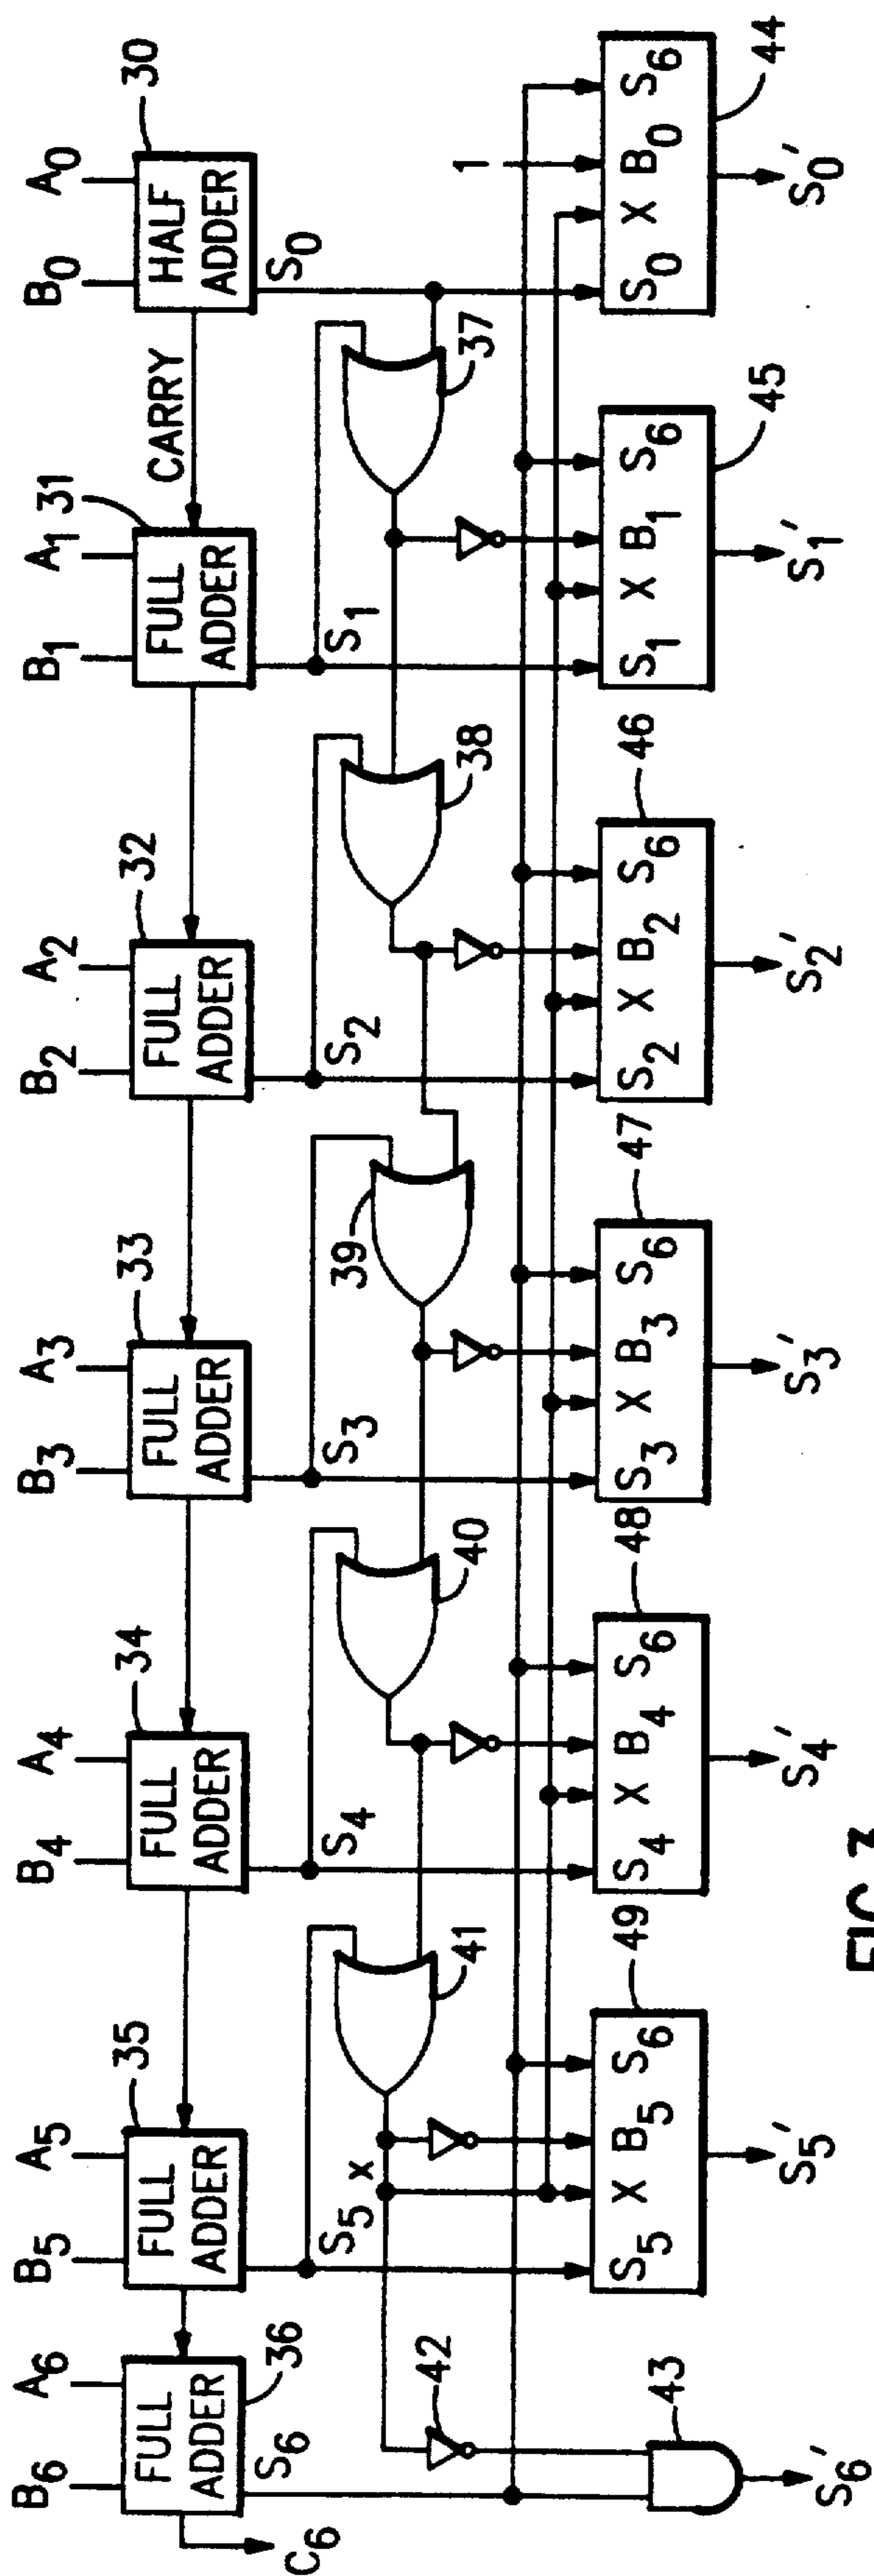 B6 A6 B5 A5 B4 A4 B3 A3 B2 A2 B1 A1 B0 A0
FULL ADDER 36
FULL ADDER 35
FULL ADDER 34
FULL ADDER 33
FULL ADDER 32
FULL ADDER 31
CARRY
HALF ADDER 30
C6
S6 S5 S4 S3 S2 S1 S0
X
42 41 40 39 38 37
1
43
S5 X B5 S6 49
S4 X B4 S6 48
S3 X B3 S6 47
S2 X B2 S6 46
S1 X B1 S6 45
S0 X B0 S6 44
S6' S5' S4' S3' S2' S1' S0'